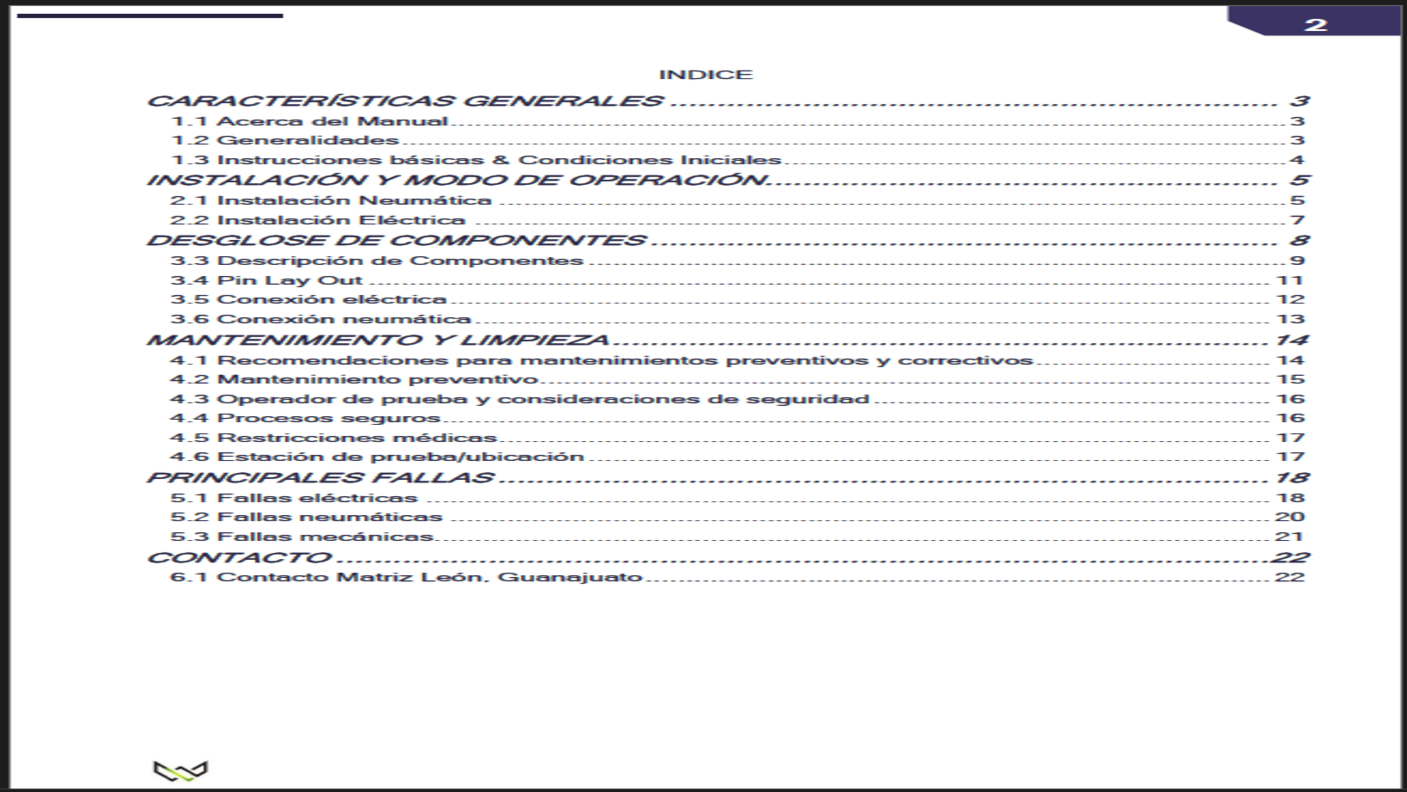 2
INDICE
CARACTERÍSTICAS GENERALES ........ 3
1.1 Acerca del Manual ........ 3
1.2 Generalidades ........ 3
1.3 Instrucciones básicas & Condiciones Iniciales ........ 4
INSTALACIÓN Y MODO DE OPERACIÓN ........ 5
2.1 Instalación Neumática ........ 5
2.2 Instalación Eléctrica ........ 7
DESGLOSE DE COMPONENTES ........ 8
3.3 Descripción de Componentes ........ 9
3.4 Pin Lay Out ........ 11
3.5 Conexión eléctrica ........ 12
3.6 Conexión neumática ........ 13
MANTENIMIENTO Y LIMPIEZA ........ 14
4.1 Recomendaciones para mantenimientos preventivos y correctivos ........ 14
4.2 Mantenimiento preventivo ........ 15
4.3 Operador de prueba y consideraciones de seguridad ........ 16
4.4 Procesos seguros ........ 16
4.5 Restricciones médicas ........ 17
4.6 Estación de prueba/ubicación ........ 17
PRINCIPALES FALLAS ........ 18
5.1 Fallas eléctricas ........ 18
5.2 Fallas neumáticas ........ 20
5.3 Fallas mecánicas ........ 21
CONTACTO ........ 22
6.1 Contacto Matriz León, Guanajuato ........ 22